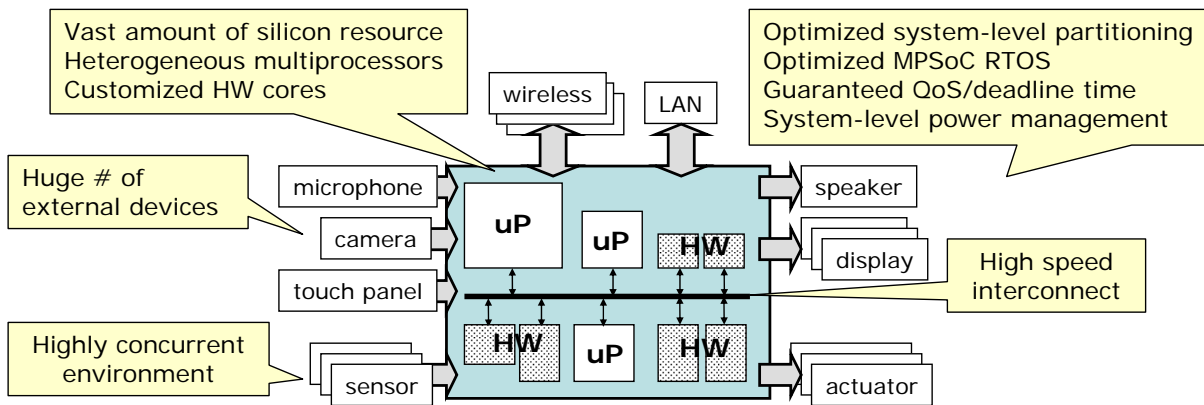 Vast amount of silicon resource
Heterogeneous multiprocessors
Customized HW cores
Optimized system-level partitioning
Optimized MPSoC RTOS
Guaranteed QoS/deadline time
System-level power management
wireless
LAN
Huge # of
external devices
microphone
camera
touch panel
uP
uP
HW
speaker
display
High speed
interconnect
Highly concurrent
environment
sensor
HW
uP
HW
actuator